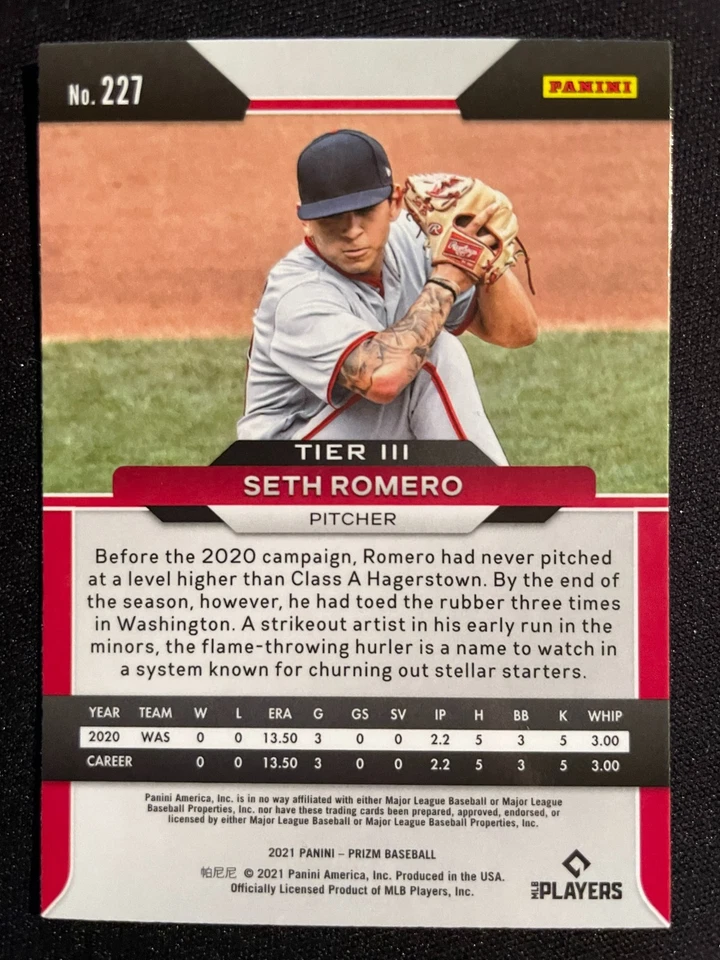 No. 227
PANINI
Rawlings
TIER III
SETH ROMERO
PITCHER
Before the 2020 campaign, Romero had never pitched
at a level higher than Class A Hagerstown. By the end of
the season, however, he had toed the rubber three times
in Washington. A strikeout artist in his early run in the
minors, the flame-throwing hurler is a name to watch in
a system known for churning out stellar starters.
YEAR TEAM W L ERA G GS SV IP H BB K WHIP
2020 WAS 0 0 13.50 3 0 0 2.2 5 3 5 3.00
CAREER 0 0 13.50 3 0 0 2.2 5 3 5 3.00
Panini America, Inc. is in no way affiliated with either Major League Baseball or Major League
Baseball Properties, Inc. nor have these trading cards been prepared, approved, endorsed, or
licensed by either Major League Baseball or Major League Baseball Properties, Inc.
2021 PANINI – PRIZM BASEBALL
帕尼尼 © 2021 Panini America, Inc. Produced in the USA.
Officially Licensed Product of MLB Players, Inc.
MLB PLAYERS